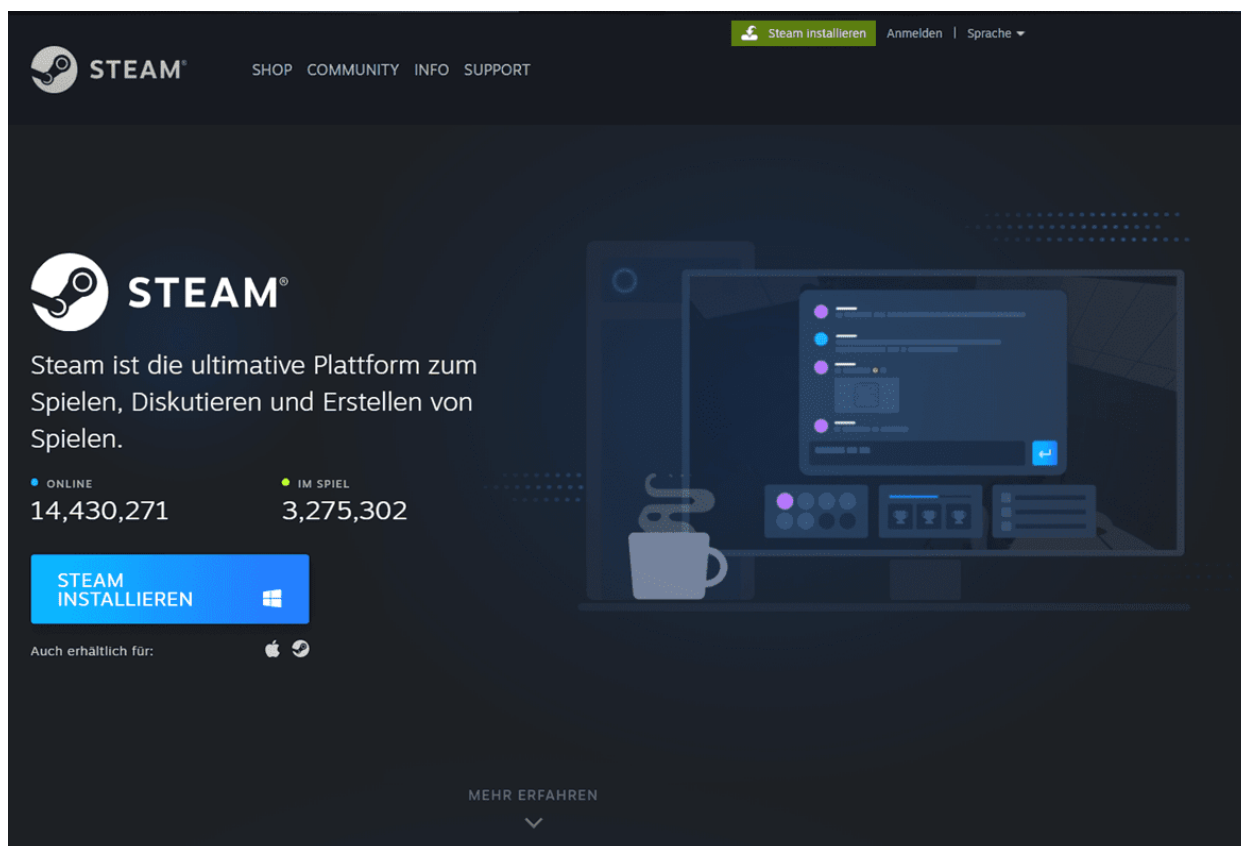 Steam installieren Anmelden | Sprache
STEAM®
SHOP COMMUNITY INFO SUPPORT
STEAM®
Steam ist die ultimative Plattform zum
Spielen, Diskutieren und Erstellen von
Spielen.
ONLINE IM SPIEL
14,430,271 3,275,302
STEAM
INSTALLIEREN
Auch erhältlich für:
MEHR ERFAHREN